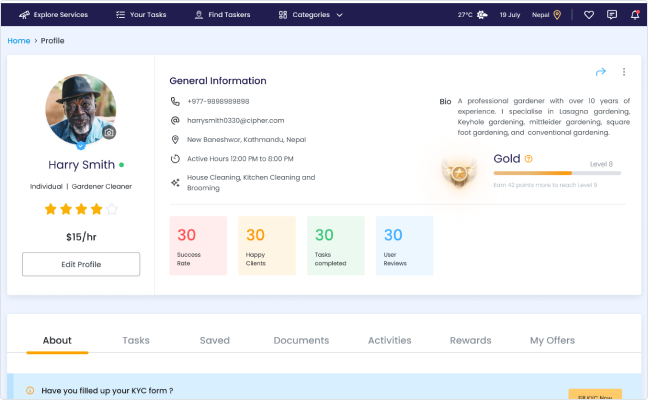 Explore Services
Your Tasks
Find Taskers
Categories
27°C
19 July
Nepal
Home > Profile
Harry Smith
Individual | Gardener Cleaner
$15/hr
Edit Profile
General Information
+977-9898989898
harrysmith0330@cipher.com
New Baneshwor, Kathmandu, Nepal
Active Hours 12:00 PM to 8:00 PM
House Cleaning, Kitchen Cleaning and
Brooming
Bio
A professional gardener with over 10 years of
experience. I specialise in Lasagna gardening,
Keyhole gardening, mittleider gardening, square
foot gardening, and conventional gardening.
Gold
Level 8
Earn 42 points more to reach Level 9
30
Success
Rate
30
Happy
Clients
30
Tasks
completed
30
User
Reviews
About
Tasks
Saved
Documents
Activities
Rewards
My Offers
Have you filled up your KYC form ?
KYC Now